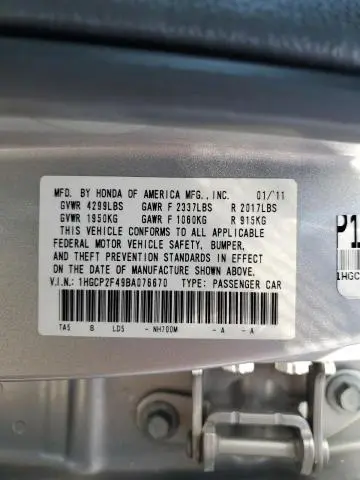 MFD. BY HONDA OF AMERICA MFG., INC. 01/'11
GVWR 4299LBS GAWR F 2337LBS R 2017LBS
GVWR 1950KG GAWR F 1060KG R 915KG
THIS VEHICLE CONFORMS TO ALL APPLICABLE
FEDERAL MOTOR VEHICLE SAFETY, BUMPER,
AND THEFT PREVENTION STANDARDS IN EFFECT
ON THE DATE OF MANUFACTURE SHOWN ABOVE.
V.I.N.: 1HGCP2F49BA076670 TYPE: PASSENGER CAR
TA5 B LD5 - NH700M - A - A
P1
1HGC